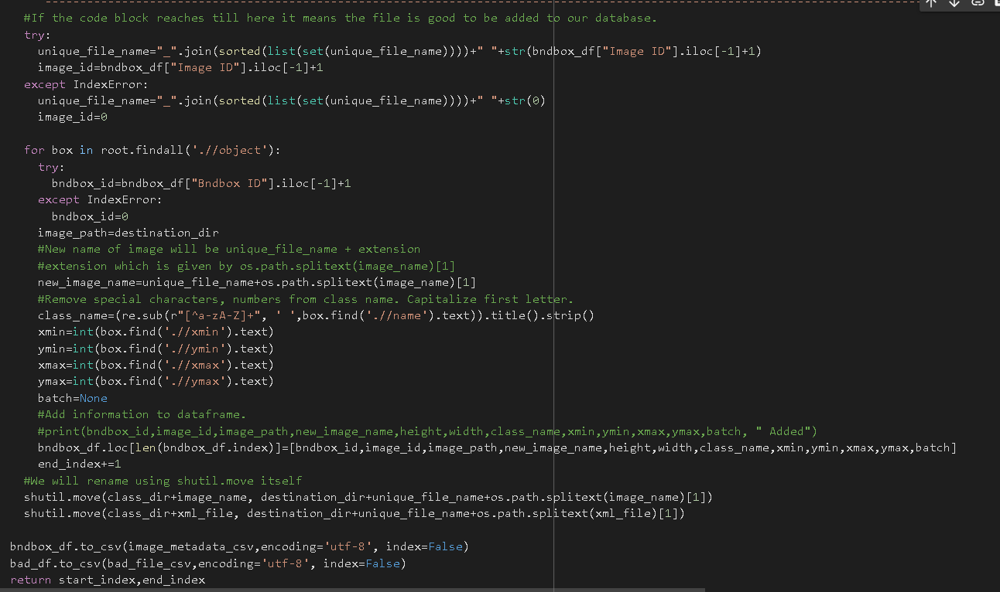 #If the code block reaches till here it means the file is good to be added to our database.
try:
unique_file_name="_".join(sorted(list(set(unique_file_name))))+" "+str(bndbox_df["Image ID"].iloc[-1]+1)
image_id=bndbox_df["Image ID"].iloc[-1]+1
except IndexError:
unique_file_name="_".join(sorted(list(set(unique_file_name))))+" "+str(0)
image_id=0
for box in root.findall('.//object'):
try:
bndbox_id=bndbox_df["Bndbox ID"].iloc[-1]+1
except IndexError:
bndbox_id=0
image_path=destination_dir
#New name of image will be unique_file_name + extension
#extension which is given by os.path.splitext(image_name)[1]
new_image_name=unique_file_name+os.path.splitext(image_name)[1]
#Remove special characters, numbers from class name. Capitalize first letter.
class_name=(re.sub(r"[^a-zA-Z]+", ' ',box.find('.//name').text)).title().strip()
xmin=int(box.find('.//xmin').text)
ymin=int(box.find('.//ymin').text)
xmax=int(box.find('.//xmax').text)
ymax=int(box.find('.//ymax').text)
batch=None
#Add information to dataframe.
#print(bndbox_id,image_id,image_path,new_image_name,height,width,class_name,xmin,ymin,xmax,ymax,batch, " Added")
bndbox_df.loc[len(bndbox_df.index)]=[bndbox_id,image_id,image_path,new_image_name,height,width,class_name,xmin,ymin,xmax,ymax,batch]
end_index+=1
#We will rename using shutil.move itself
shutil.move(class_dir+image_name, destination_dir+unique_file_name+os.path.splitext(image_name)[1])
shutil.move(class_dir+xml_file, destination_dir+unique_file_name+os.path.splitext(xml_file)[1])
bndbox_df.to_csv(image_metadata_csv,encoding='utf-8', index=False)
bad_df.to_csv(bad_file_csv,encoding='utf-8', index=False)
return start_index,end_index